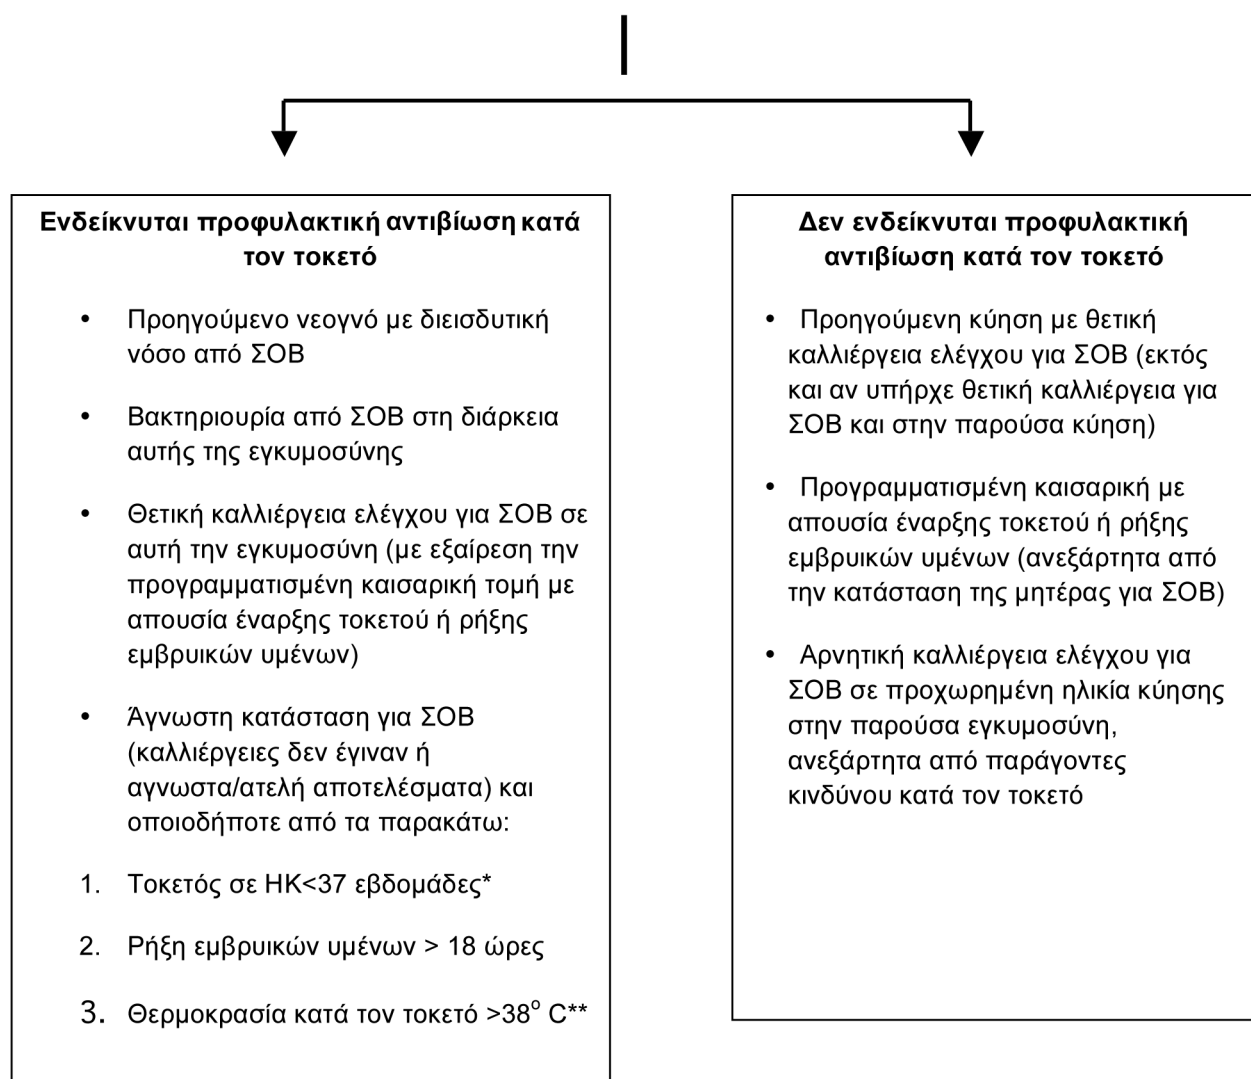 Ενδείκνυται προφυλακτική αντιβίωση κατά
τον τοκετό
• Προηγούμενο νεογνό με διεισδυτική
νόσο από ΣΟΒ
• Βακτηριουρία από ΣΟΒ στη διάρκεια
αυτής της εγκυμοσύνης
• Θετική καλλιέργεια ελέγχου για ΣΟΒ σε
αυτή την εγκυμοσύνη (με εξαίρεση την
προγραμματισμένη καισαρική τομή με
απουσία έναρξης τοκετού ή ρήξης
εμβρυικών υμένων)
• Άγνωστη κατάσταση για ΣΟΒ
(καλλιέργειες δεν έγιναν ή
αγνωστα/ατελή αποτελέσματα) και
οποιοδήποτε από τα παρακάτω:
1. Τοκετός σε ΗΚ<37 εβδομάδες*
2. Ρήξη εμβρυικών υμένων > 18 ώρες
3. Θερμοκρασία κατά τον τοκετό >38° C**
Δεν ενδείκνυται προφυλακτική
αντιβίωση κατά τον τοκετό
• Προηγούμενη κύηση με θετική
καλλιέργεια ελέγχου για ΣΟΒ (εκτός
και αν υπήρχε θετική καλλιέργεια για
ΣΟΒ και στην παρούσα κύηση)
• Προγραμματισμένη καισαρική με
απουσία έναρξης τοκετού ή ρήξης
εμβρυικών υμένων (ανεξάρτητα από
την κατάσταση της μητέρας για ΣΟΒ)
• Αρνητική καλλιέργεια ελέγχου για
ΣΟΒ σε προχωρημένη ηλικία κύησης
στην παρούσα εγκυμοσύνη,
ανεξάρτητα από παράγοντες
κινδύνου κατά τον τοκετό